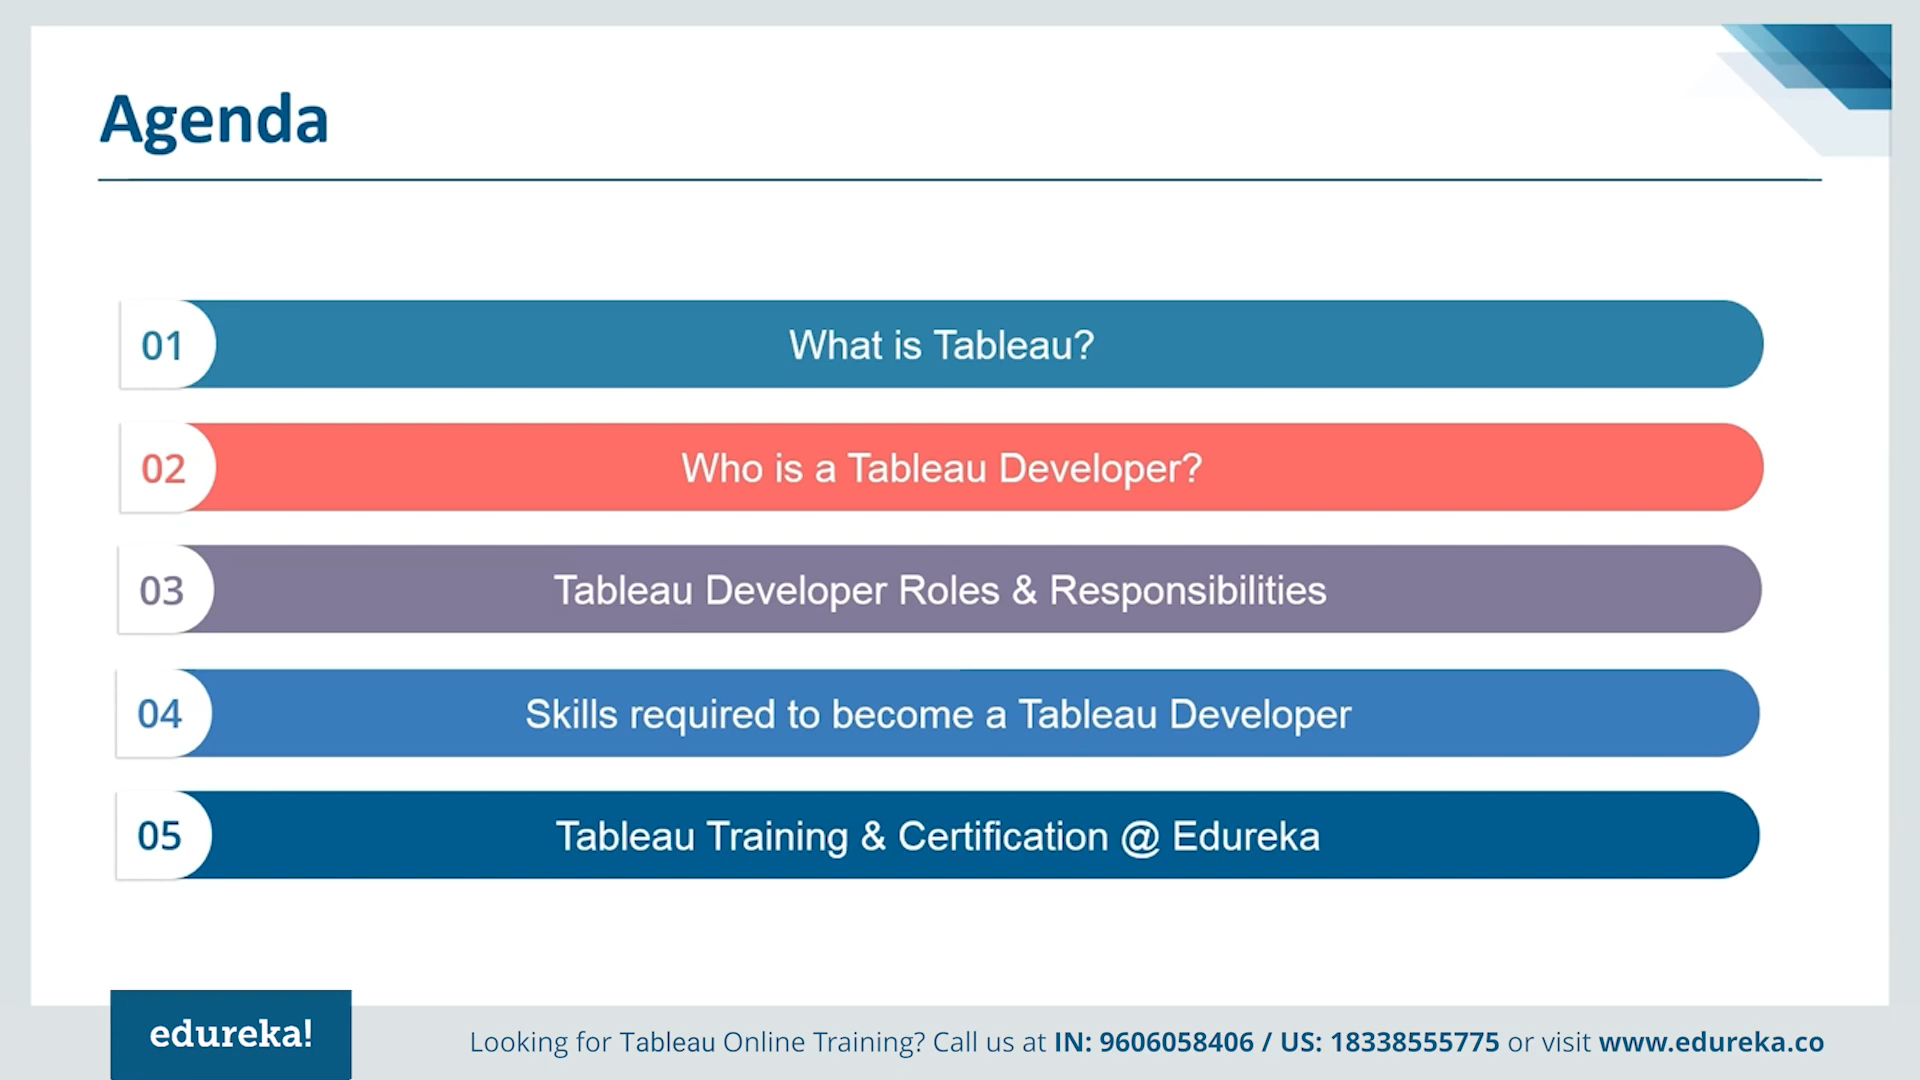 Agenda
01 What is Tableau?
02 Who is a Tableau Developer?
03 Tableau Developer Roles & Responsibilities
04 Skills required to become a Tableau Developer
05 Tableau Training & Certification @ Edureka
edureka!
Looking for Tableau Online Training? Call us at IN: 9606058406 / US: 18338555775 or visit www.edureka.co